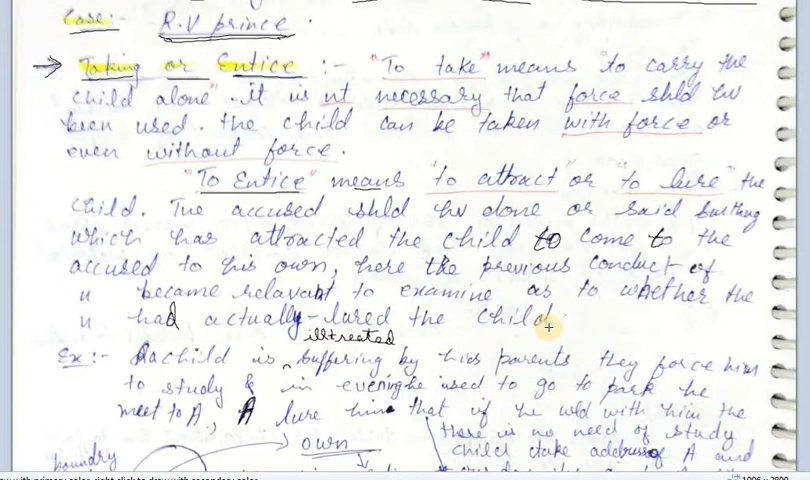 Case:- R.V prince.
→ Taking or Entice :- "To take" means "to carry the
child alone". it is nt necessary that force shld hv
been used. the child can be taken with force or
even without force.
"To Entice" means "to attract" or "to lure" the
child. The accused shld hv done or said
which has attracted the child to come to the
accused to his own, here the previous conduct of
" became relavant to examine as to whether the
" had actually lured the child.
illtreated
Ex:- A child is suffering by his parents they force him
to study & in evening he used to go to park he
meet to A, A lure him that if he with him the
there is no need of study
own child take address of A and
boundry